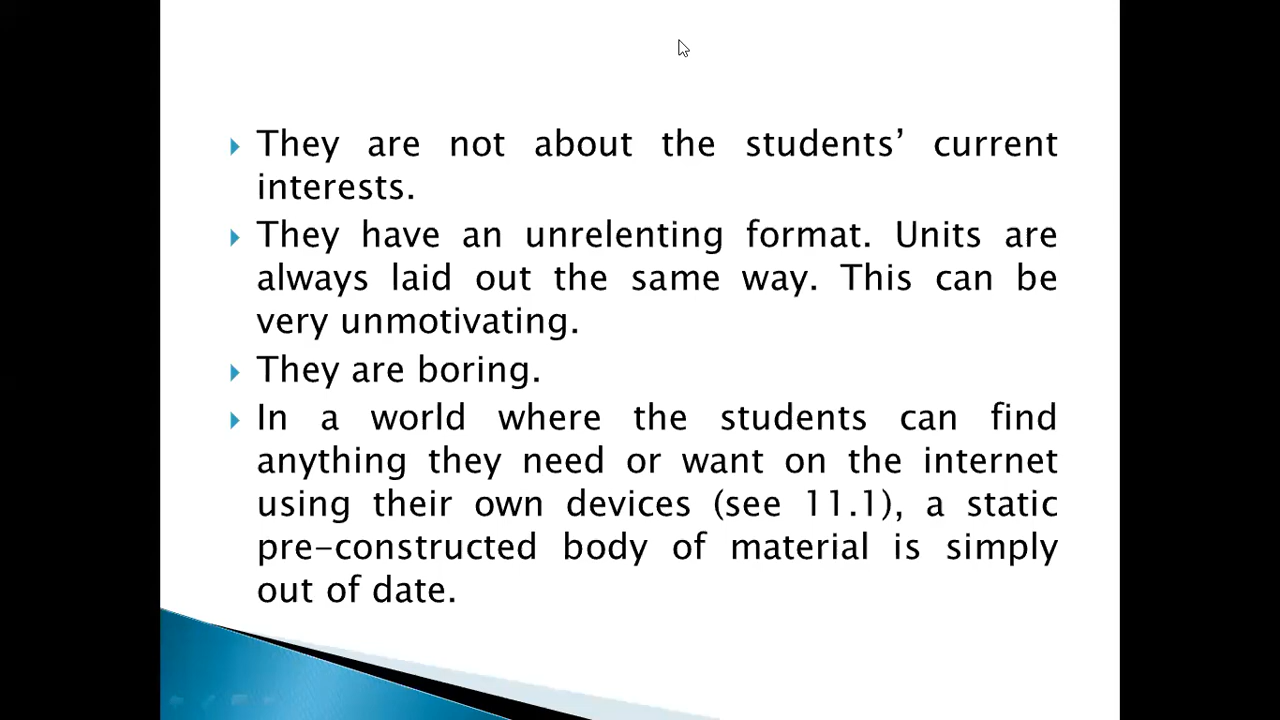 They are not about the students’ current
interests.
They have an unrelenting format. Units are
always laid out the same way. This can be
very unmotivating.
They are boring.
In a world where the students can find
anything they need or want on the internet
using their own devices (see 11.1), a static
pre-constructed body of material is simply
out of date.